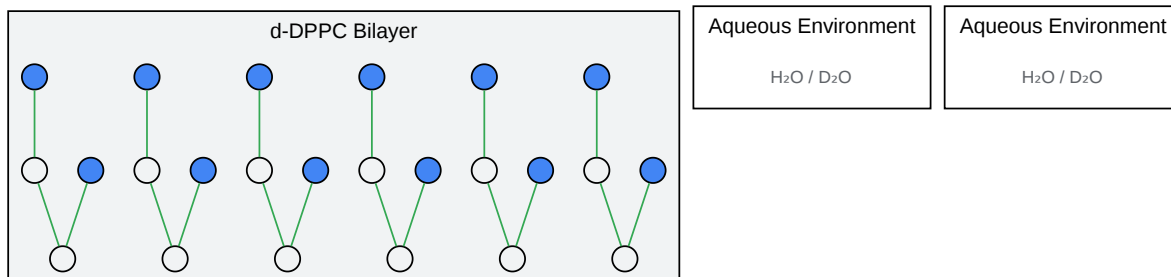 d-DPPC Bilayer
Aqueous Environment
H₂O / D₂O
Aqueous Environment
H₂O / D₂O